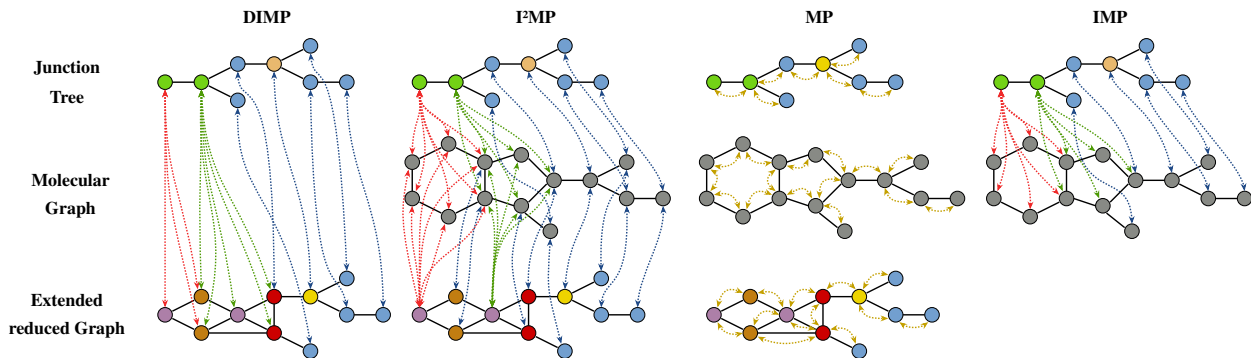 DIMP
I²MP
MP
IMP
Junction
Tree
Molecular
Graph
Extended
reduced Graph